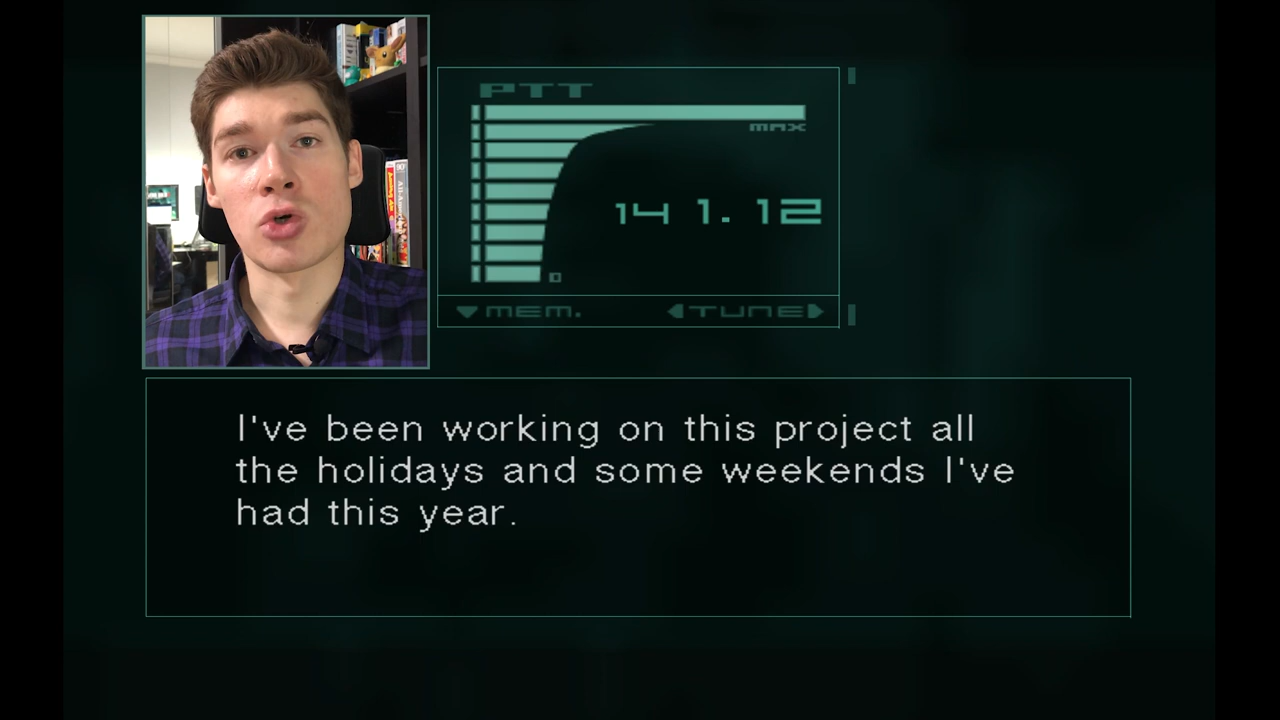 PTT
MAX
141.12
0
MEM.
TUNE
I've been working on this project all
the holidays and some weekends I've
had this year.